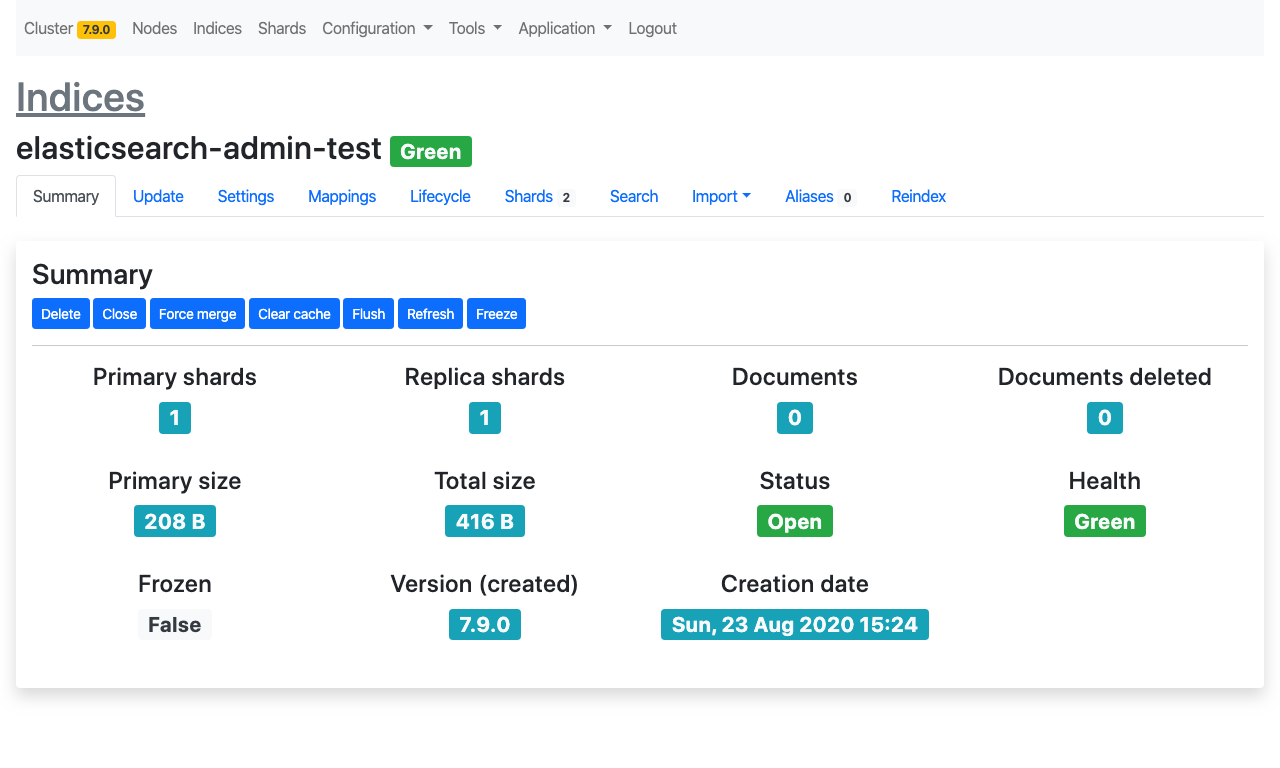 Cluster 7.9.0 Nodes Indices Shards Configuration Tools Application Logout
Indices
elasticsearch-admin-test Green
Summary Update Settings Mappings Lifecycle Shards 2 Search Import Aliases 0 Reindex
Summary
Delete Close Force merge Clear cache Flush Refresh Freeze
Primary shards Replica shards Documents Documents deleted
1 1 0 0
Primary size Total size Status Health
208 B 416 B Open Green
Frozen Version (created) Creation date
False 7.9.0 Sun, 23 Aug 2020 15:24